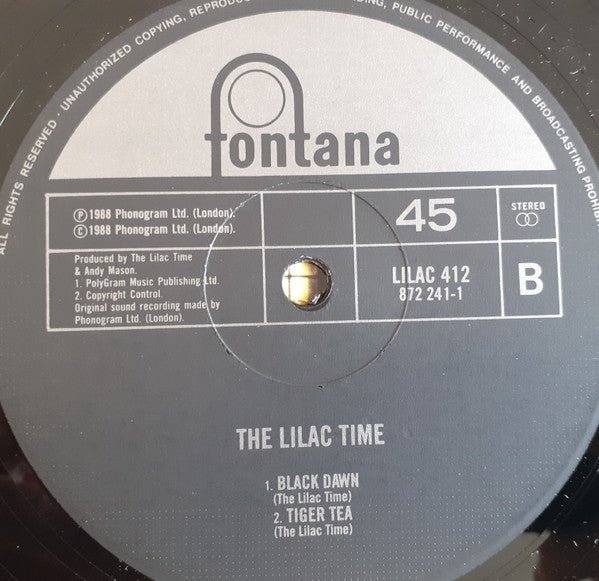 ALL RIGHTS RESERVED · UNAUTHORIZED COPYING, PUBLIC PERFORMANCE AND BROADCASTING
fontana
℗1988 Phonogram Ltd. (London).
©1988 Phonogram Ltd. (London).
45
STEREO
Produced by The Lilac Time
& Andy Mason.
1. PolyGram Music Publishing Ltd.
2. Copyright Control.
Original sound recording made by
Phonogram Ltd. (London).
LILAC 412
872 241-1
B
THE LILAC TIME
1. BLACK DAWN
(The Lilac Time)
2. TIGER TEA
(The Lilac Time)